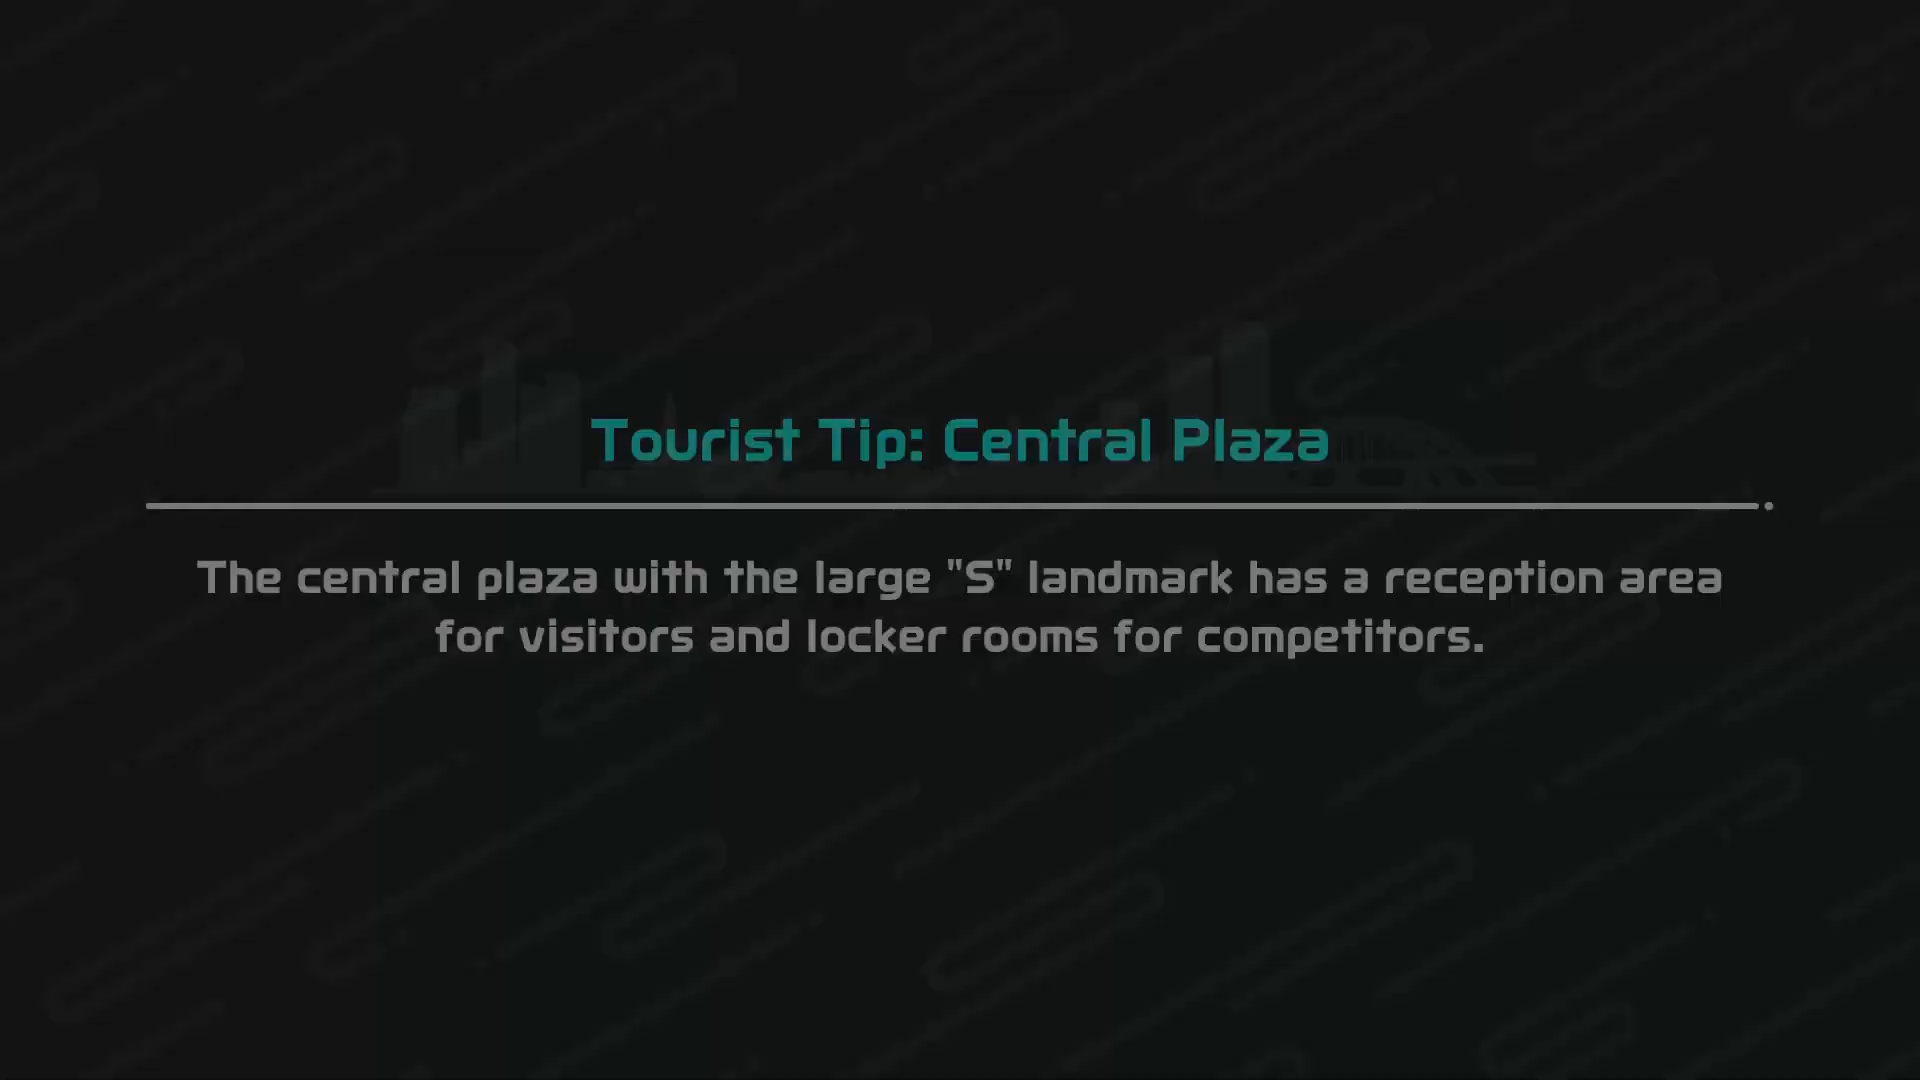 Tourist Tip: Central Plaza
The central plaza with the large "S" landmark has a reception area
for visitors and locker rooms for competitors.